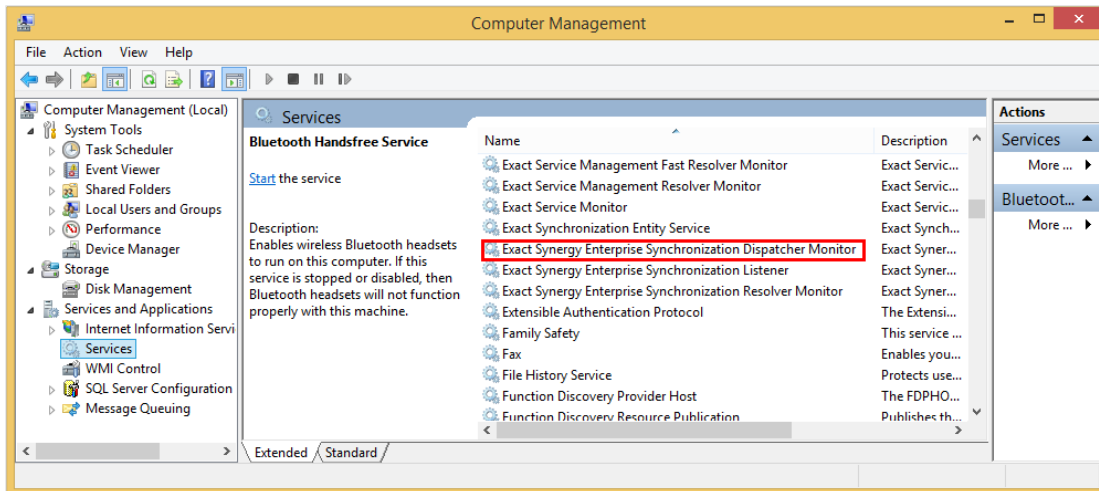 Computer Management
File Action View Help
Computer Management (Local)
System Tools
Task Scheduler
Event Viewer
Shared Folders
Local Users and Groups
Performance
Device Manager
Storage
Disk Management
Services and Applications
Internet Information Servi
Services
WMI Control
SQL Server Configuration
Message Queuing
Services
Bluetooth Handsfree Service
Start the service
Description:
Enables wireless Bluetooth headsets
to run on this computer. If this
service is stopped or disabled, then
Bluetooth headsets will not function
properly with this machine.
Name Description
Exact Service Management Fast Resolver Monitor Exact Servic...
Exact Service Management Resolver Monitor Exact Servic...
Exact Service Monitor Exact Servic...
Exact Synchronization Entity Service Exact Synch...
Exact Synergy Enterprise Synchronization Dispatcher Monitor Exact Syner...
Exact Synergy Enterprise Synchronization Listener Exact Syner...
Exact Synergy Enterprise Synchronization Resolver Monitor Exact Syner...
Extensible Authentication Protocol The Extensi...
Family Safety This service ...
Fax Enables you...
File History Service Protects use...
Function Discovery Provider Host The FDPHO...
Function Discovery Resource Publication Publishes th...
Extended Standard
Actions
Services
More ...
Bluetoot...
More ...